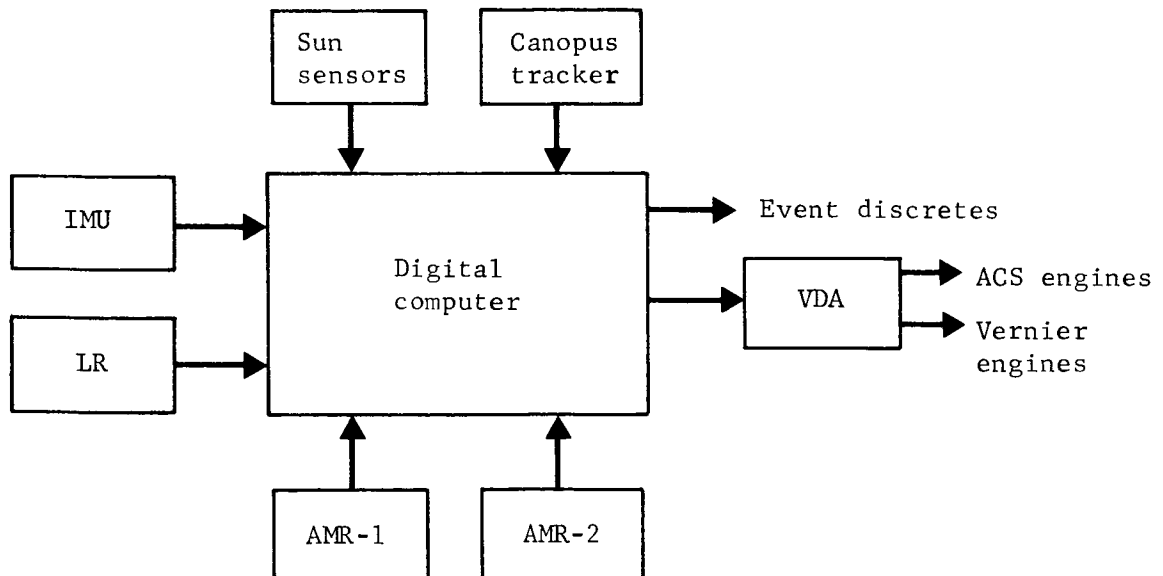 Sun
sensors
Canopus
tracker
IMU
Event discretes
Digital
computer
VDA
ACS engines
Vernier
engines
LR
AMR-1
AMR-2